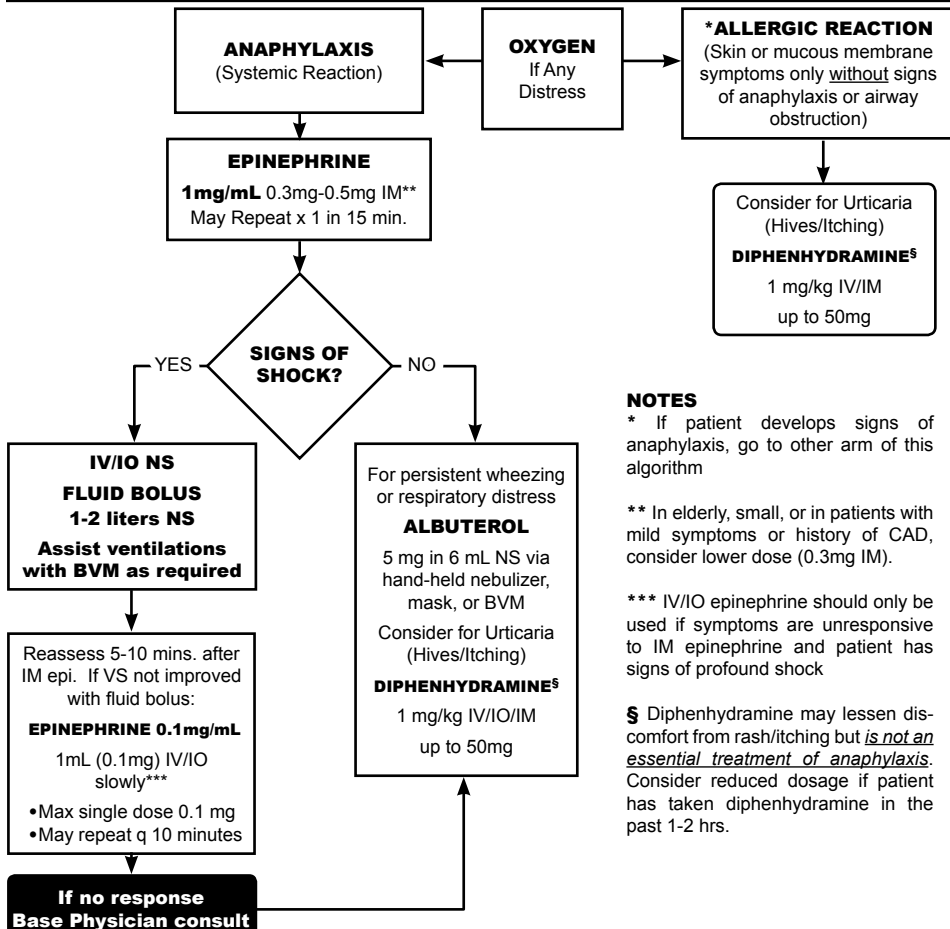 ANAPHYLAXIS
(Systemic Reaction)
OXYGEN
If Any
Distress
*ALLERGIC REACTION
(Skin or mucous membrane
symptoms only without signs
of anaphylaxis or airway
obstruction)
EPINEPHRINE
1mg/mL 0.3mg-0.5mg IM**
May Repeat x 1 in 15 min.
Consider for Urticaria
(Hives/Itching)
DIPHENHYDRAMINE§
1 mg/kg IV/IM
up to 50mg
SIGNS OF
SHOCK?
YES
NO
IV/IO NS
FLUID BOLUS
1-2 liters NS
Assist ventilations
with BVM as required
Reassess 5-10 mins. after
IM epi. If VS not improved
with fluid bolus:
EPINEPHRINE 0.1mg/mL
1mL (0.1mg) IV/IO
slowly***
•Max single dose 0.1 mg
•May repeat q 10 minutes
If no response
Base Physician consult
For persistent wheezing
or respiratory distress
ALBUTEROL
5 mg in 6 mL NS via
hand-held nebulizer,
mask, or BVM
Consider for Urticaria
(Hives/Itching)
DIPHENHYDRAMINE§
1 mg/kg IV/IO/IM
up to 50mg
NOTES
* If patient develops signs of
anaphylaxis, go to other arm of this
algorithm
** In elderly, small, or in patients with
mild symptoms or history of CAD,
consider lower dose (0.3mg IM).
*** IV/IO epinephrine should only be
used if symptoms are unresponsive
to IM epinephrine and patient has
signs of profound shock
§ Diphenhydramine may lessen dis-
comfort from rash/itching but is not an
essential treatment of anaphylaxis.
Consider reduced dosage if patient
has taken diphenhydramine in the
past 1-2 hrs.